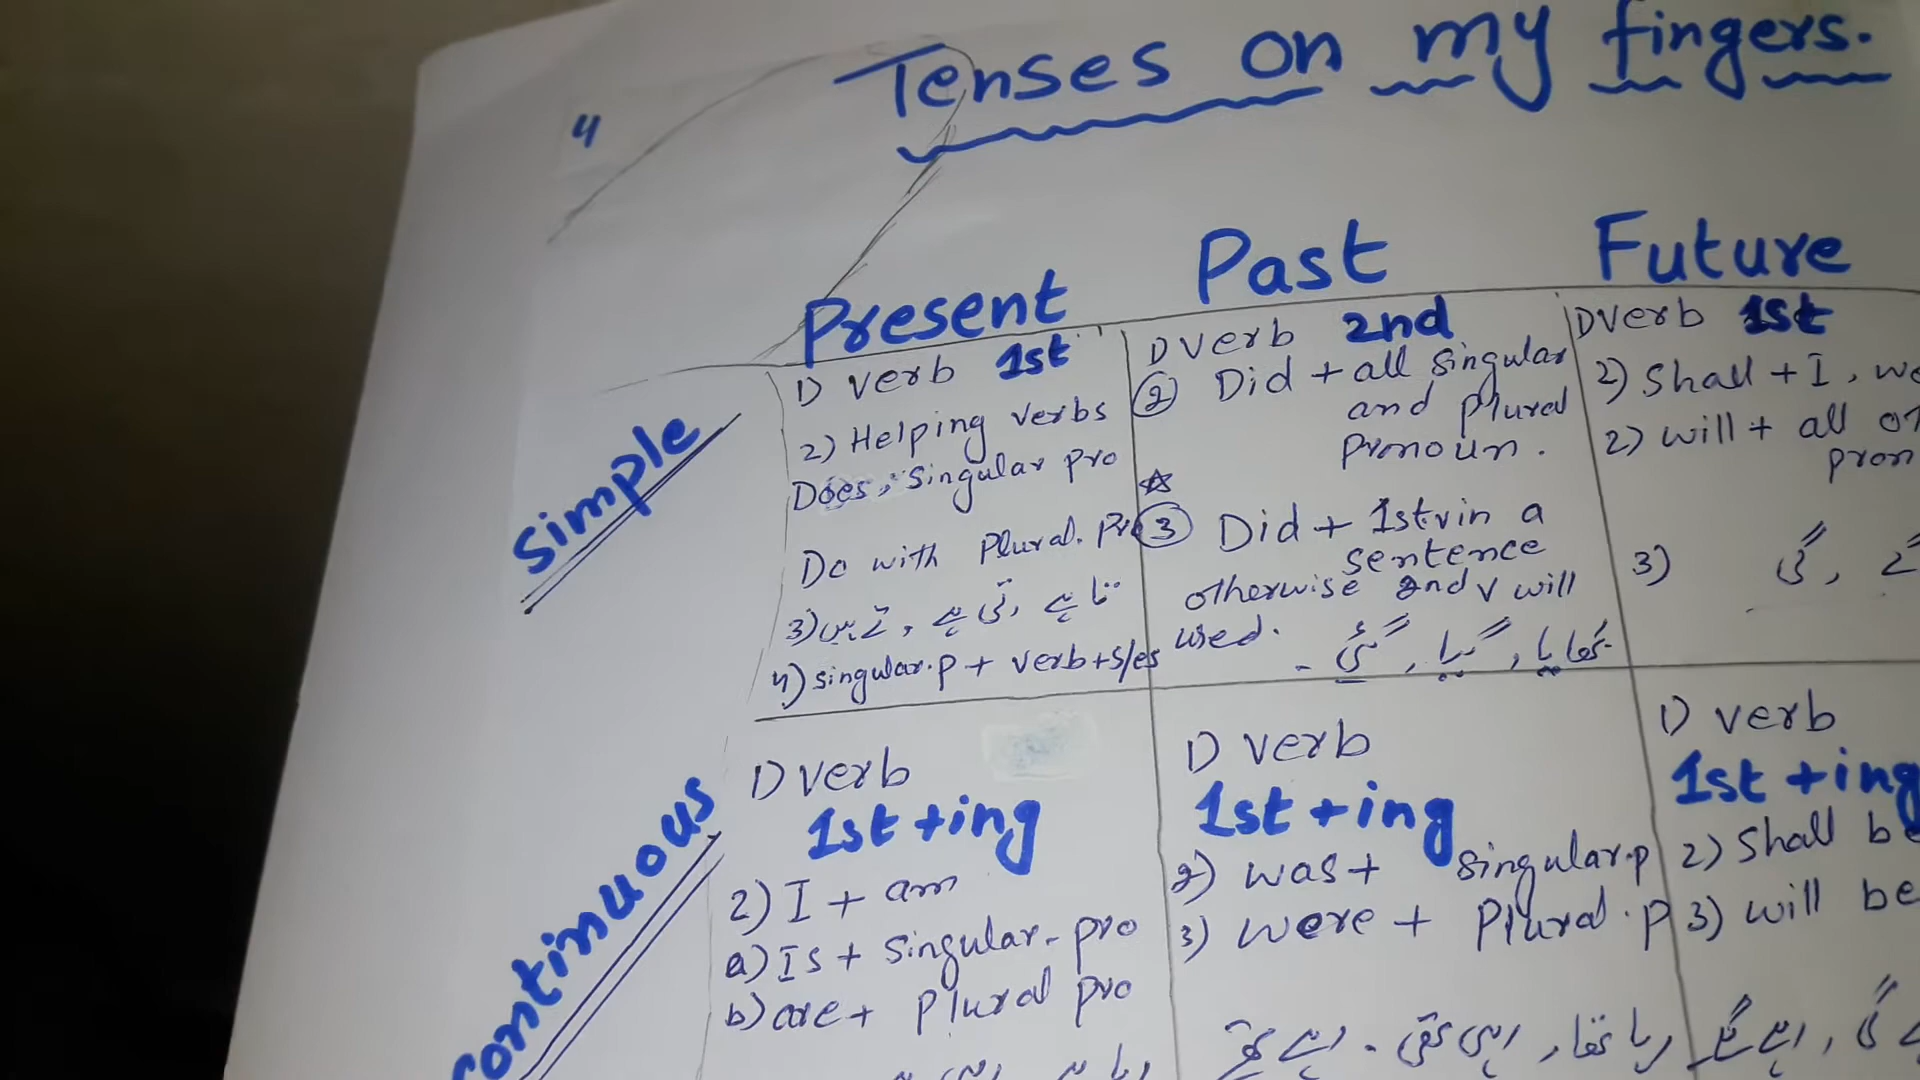 Tenses on my fingers.
4
Present Past Future
Simple
1) verb 1st
2) Helping verbs
Does, Singular pro
Do with Plural. Pro
3) تا ہے, تی ہے, تے ہیں
4) singular.p + verb+s/es
1) verb 2nd
2 Did + all singular
and plural
pronoun.
3 Did + 1st v in a
sentence
otherwise 2nd v will
used.
کھایا, گیا, گئی
1) verb 1st
2) Shall + I, we
2) will + all
pron
3) گی, گے
Continuous
1) verb
1st +ing
2) I + am
a) Is + Singular-pro
b) are + Plural pro
1) verb
1st +ing
2) was + singular.p
3) were + Plural.p
رہا تھا, رہی تھی - رہے تھے
1) verb
1st +ing
2) Shall be
3) will be